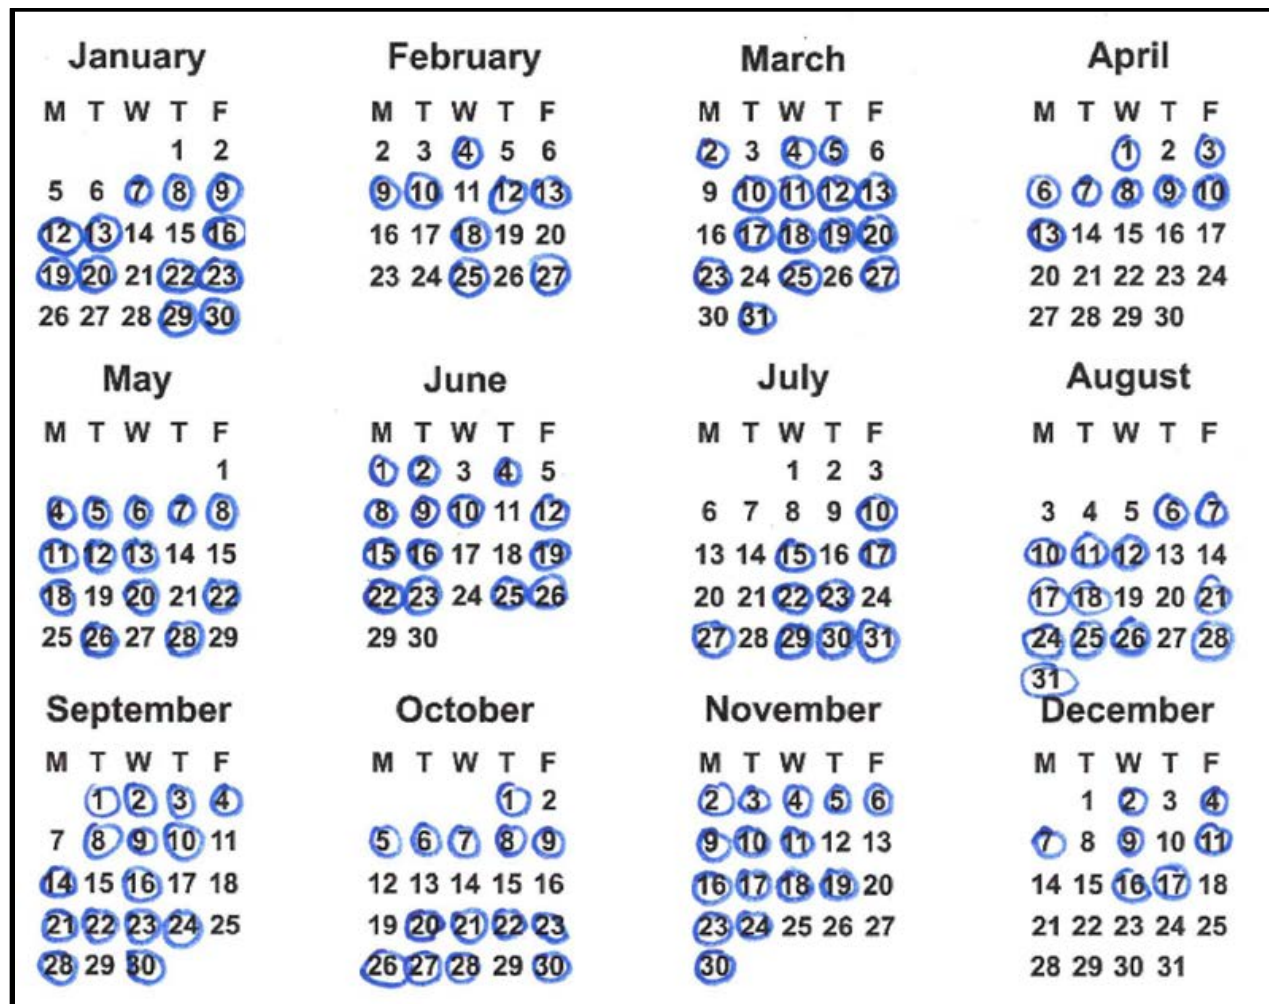 January February March April
M T W T F M T W T F M T W T F M T W T F
1 2 2 3 4 5 6 2 3 4 5 6 1 2 3
5 6 7 8 9 9 10 11 12 13 9 10 11 12 13 6 7 8 9 10
12 13 14 15 16 16 17 18 19 20 16 17 18 19 20 13 14 15 16 17
19 20 21 22 23 23 24 25 26 27 23 24 25 26 27 20 21 22 23 24
26 27 28 29 30 30 31 27 28 29 30
May June July August
M T W T F M T W T F M T W T F M T W T F
1 1 2 3 4 5 1 2 3
4 5 6 7 8 8 9 10 11 12 6 7 8 9 10 3 4 5 6 7
11 12 13 14 15 15 16 17 18 19 13 14 15 16 17 10 11 12 13 14
18 19 20 21 22 22 23 24 25 26 20 21 22 23 24 17 18 19 20 21
25 26 27 28 29 29 30 27 28 29 30 31 24 25 26 27 28
31
September October November December
M T W T F M T W T F M T W T F M T W T F
1 2 3 4 1 2 2 3 4 5 6 1 2 3 4
7 8 9 10 11 5 6 7 8 9 9 10 11 12 13 7 8 9 10 11
14 15 16 17 18 12 13 14 15 16 16 17 18 19 20 14 15 16 17 18
21 22 23 24 25 19 20 21 22 23 23 24 25 26 27 21 22 23 24 25
28 29 30 26 27 28 29 30 30 28 29 30 31